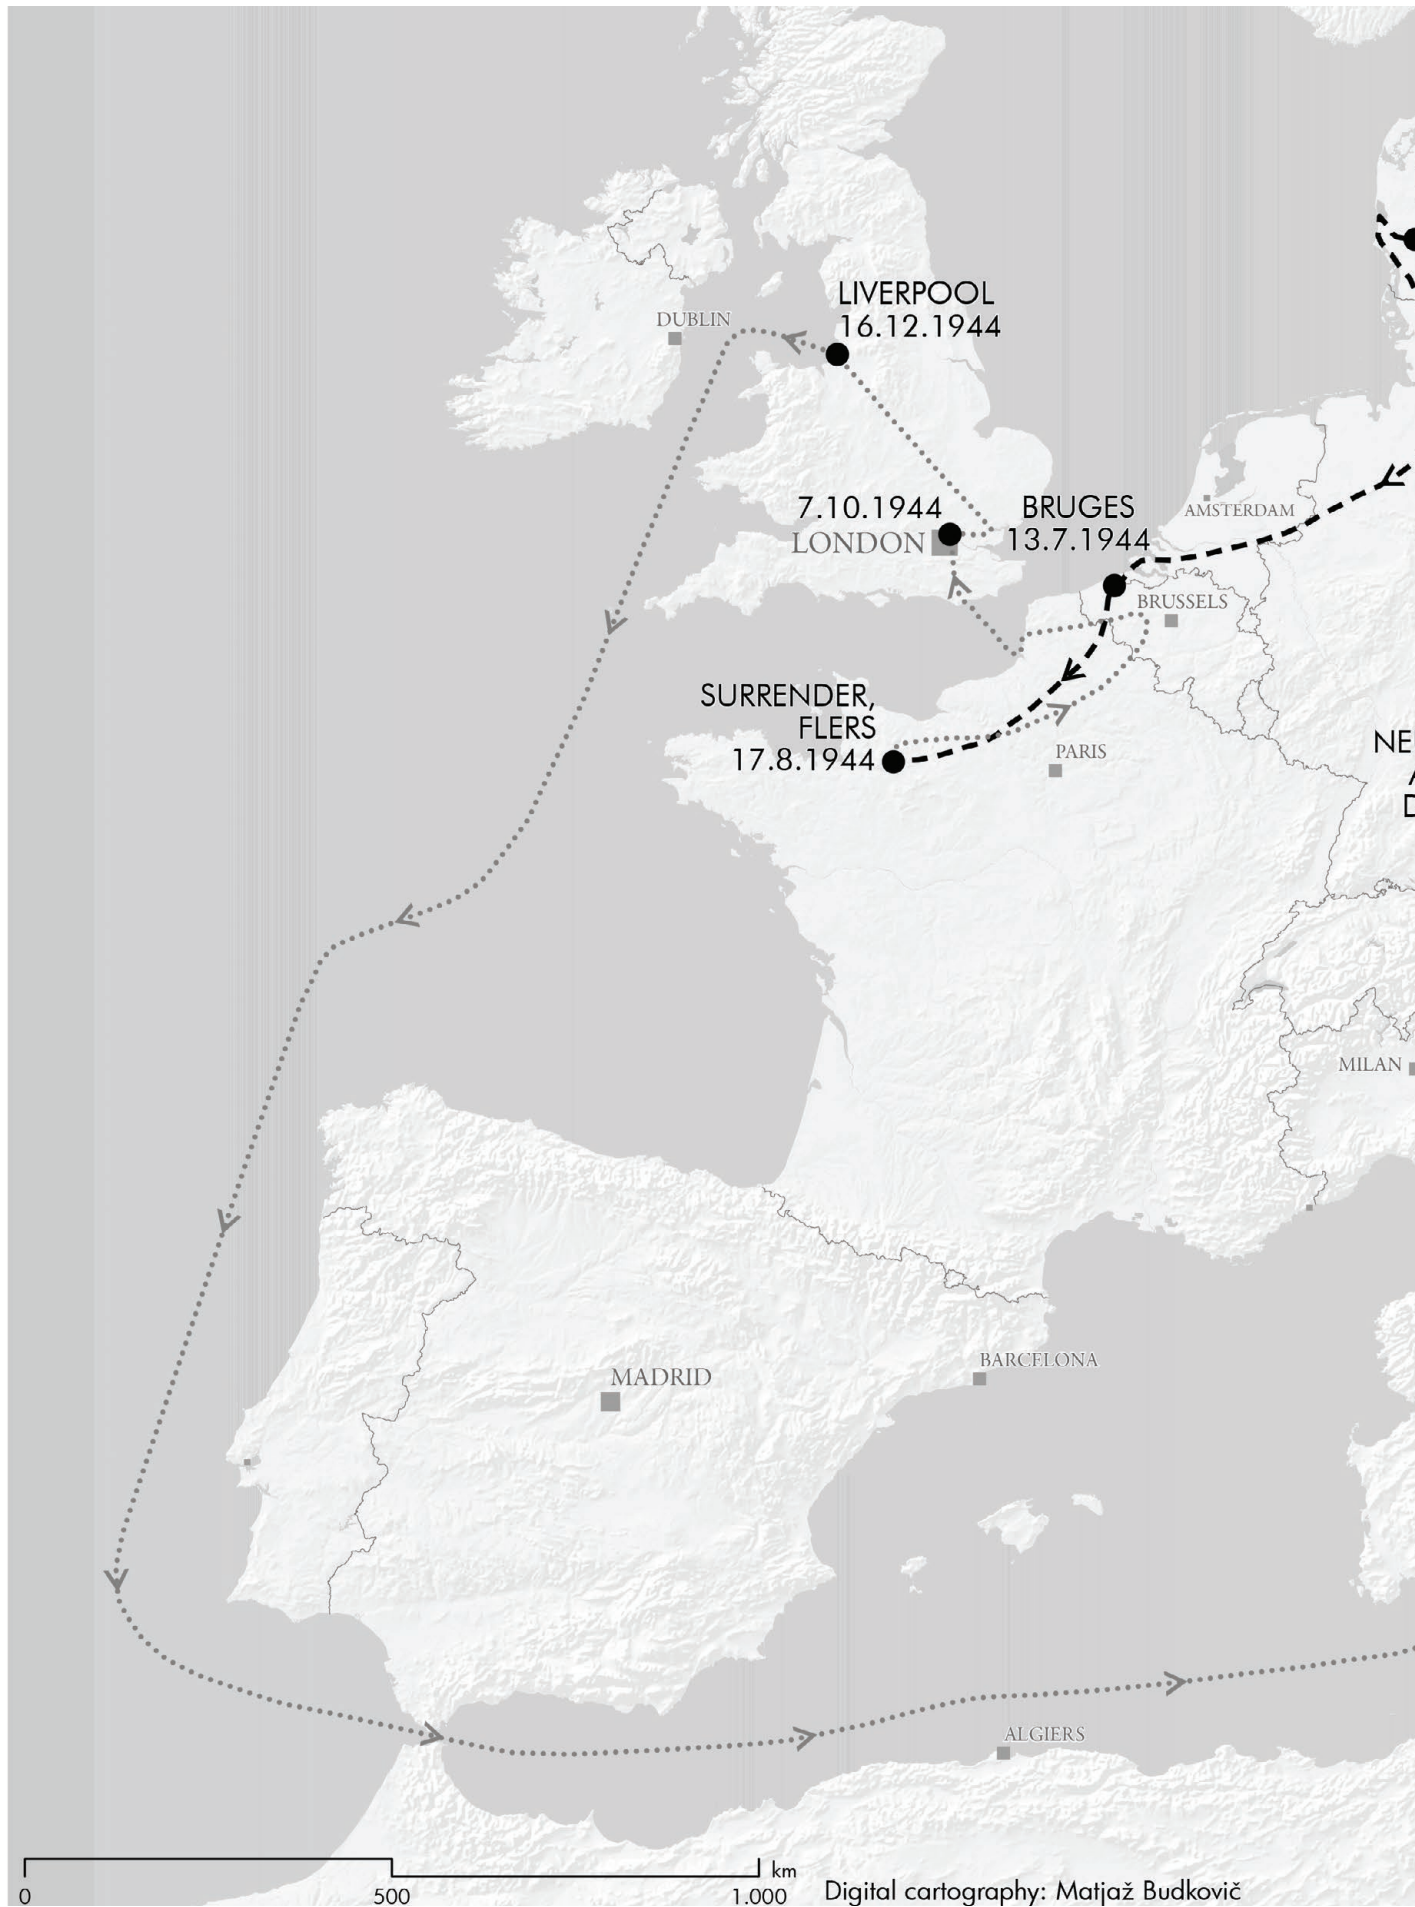 LIVERPOOL
16.12.1944
DUBLIN
7.10.1944
LONDON
BRUGES
13.7.1944
AMSTERDAM
BRUSSELS
SURRENDER,
FLERS
17.8.1944
PARIS
NE
A
D
MILAN
MADRID
BARCELONA
ALGIERS
km
0
500
1.000
Digital cartography: Matjaž Budkovič